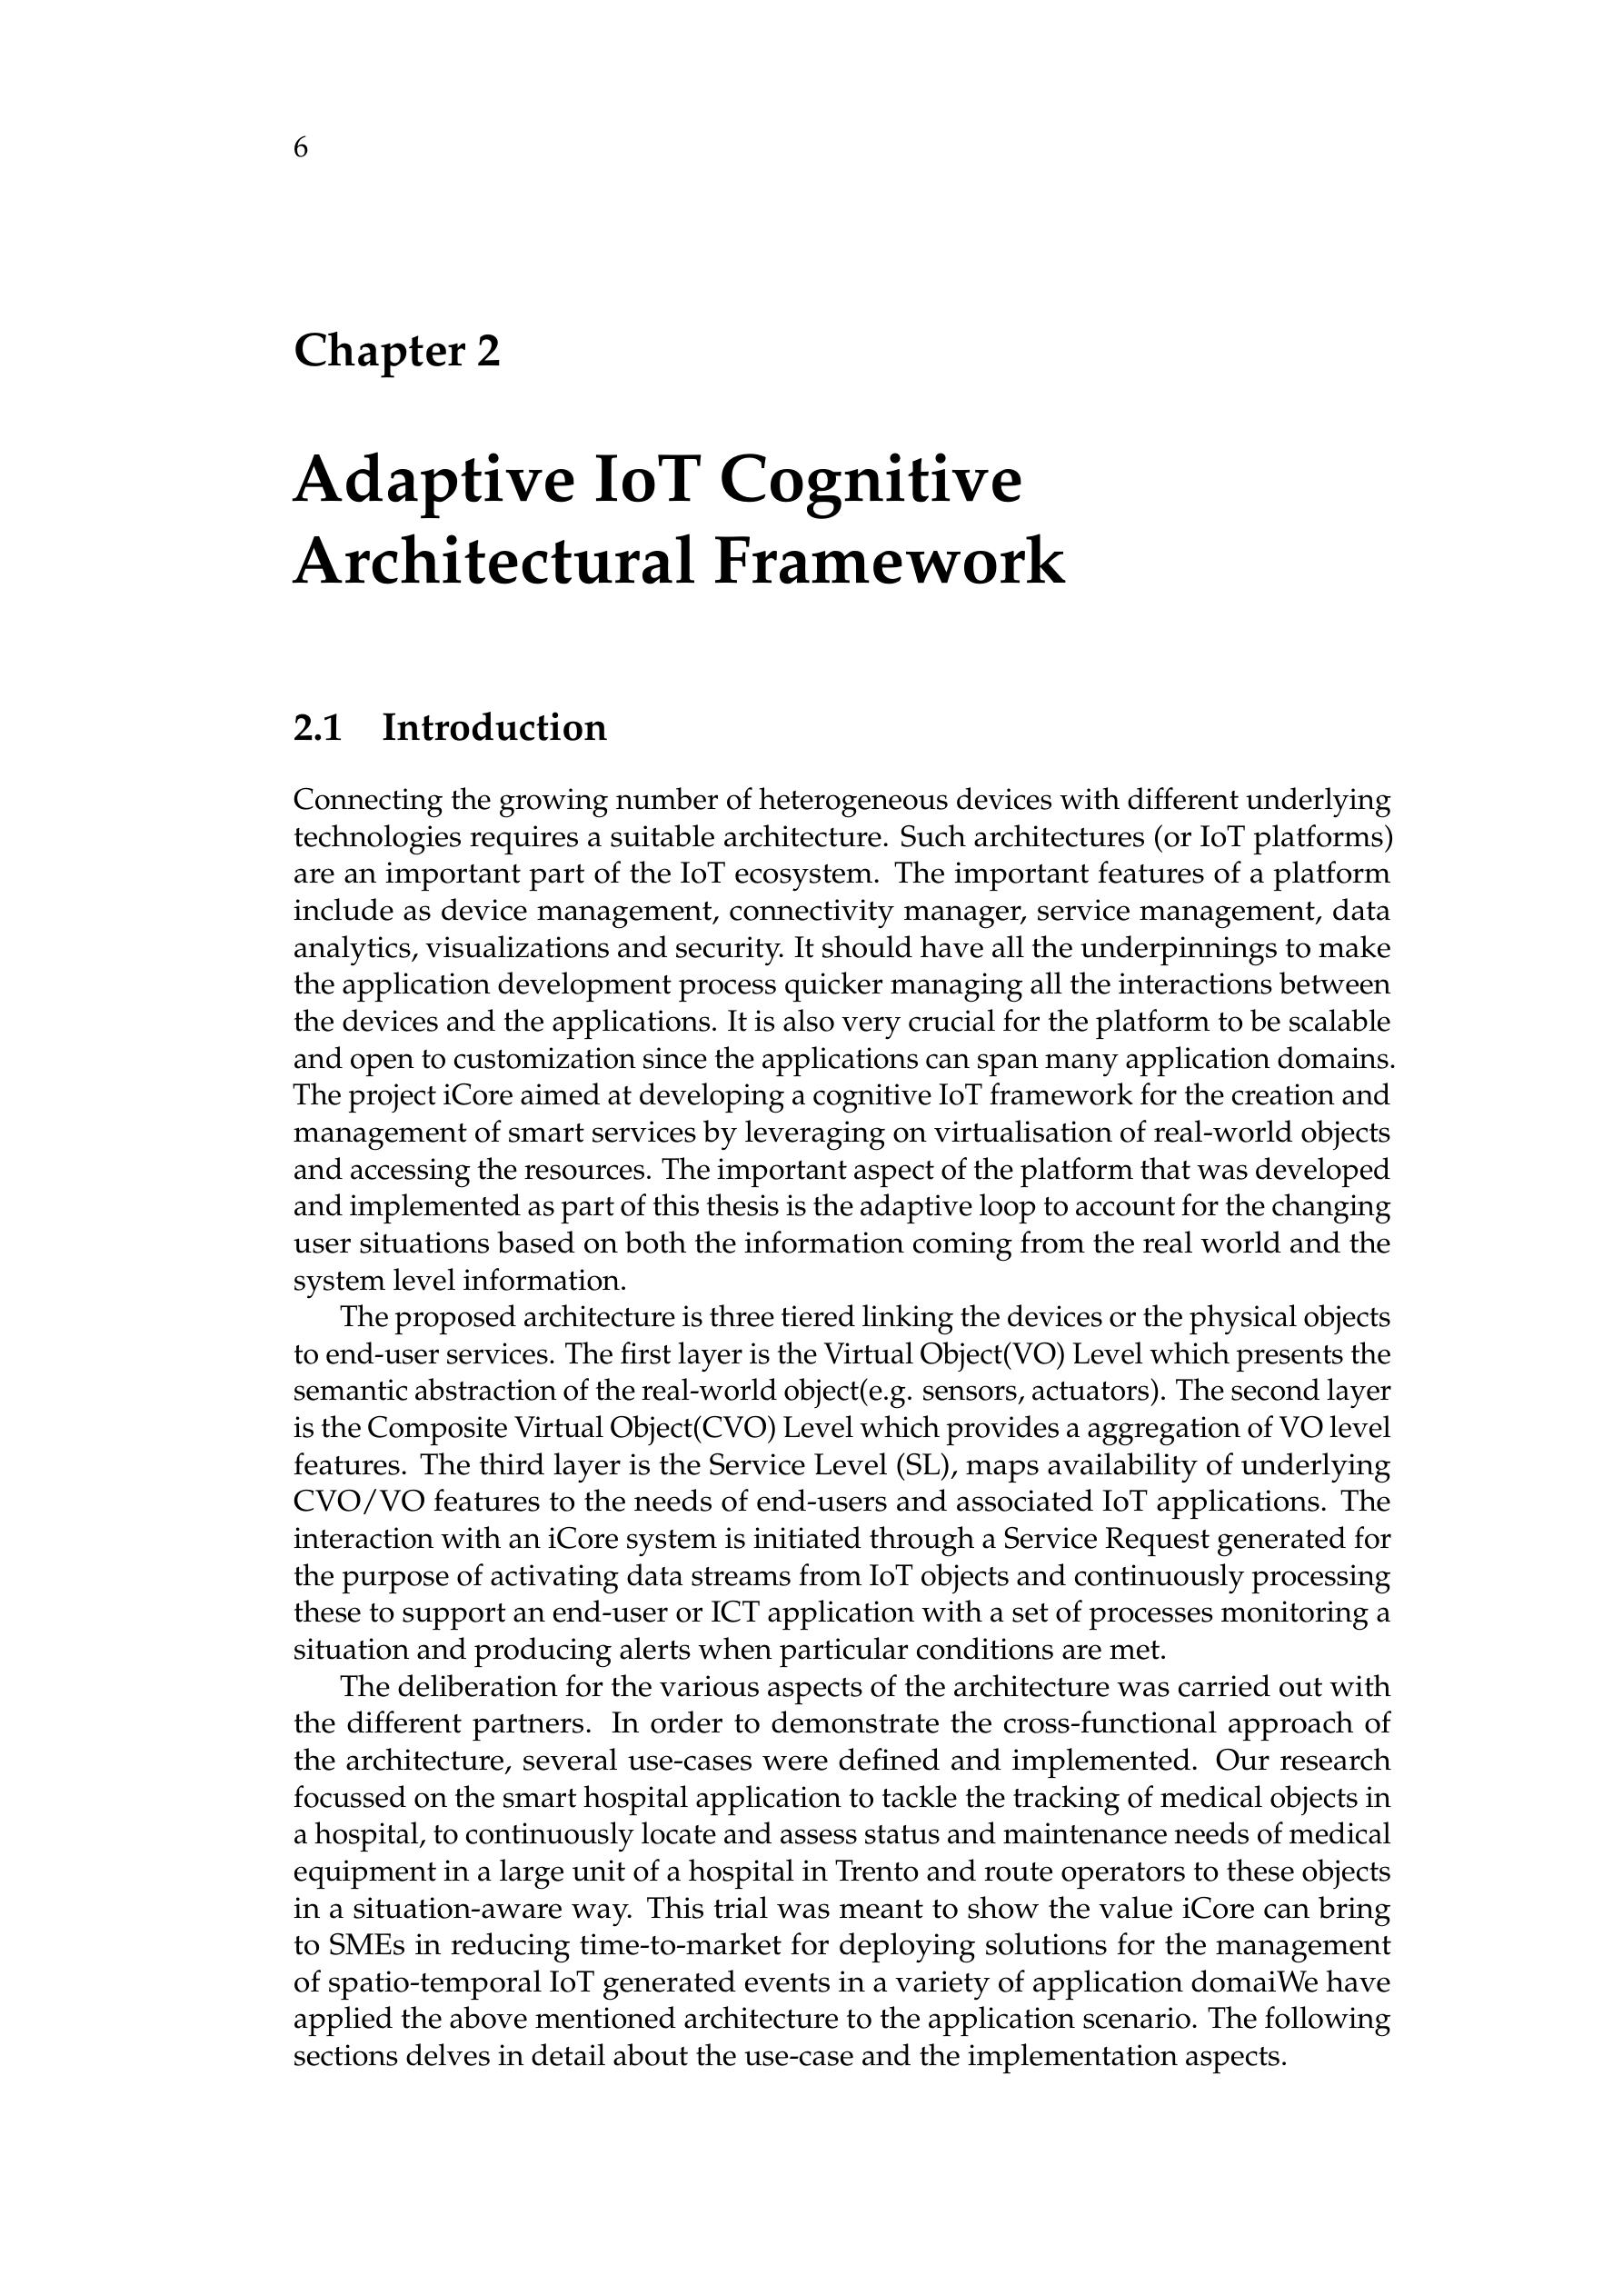 6
Chapter 2
Adaptive IoT Cognitive
Architectural Framework
2.1 Introduction
Connecting the growing number of heterogeneous devices with different underlying
technologies requires a suitable architecture. Such architectures (or IoT platforms)
are an important part of the IoT ecosystem. The important features of a platform
include as device management, connectivity manager, service management, data
analytics, visualizations and security. It should have all the underpinnings to make
the application development process quicker managing all the interactions between
the devices and the applications. It is also very crucial for the platform to be scalable
and open to customization since the applications can span many application domains.
The project iCore aimed at developing a cognitive IoT framework for the creation and
management of smart services by leveraging on virtualisation of real-world objects
and accessing the resources. The important aspect of the platform that was developed
and implemented as part of this thesis is the adaptive loop to account for the changing
user situations based on both the information coming from the real world and the
system level information.
The proposed architecture is three tiered linking the devices or the physical objects
to end-user services. The first layer is the Virtual Object(VO) Level which presents the
semantic abstraction of the real-world object(e.g. sensors, actuators). The second layer
is the Composite Virtual Object(CVO) Level which provides a aggregation of VO level
features. The third layer is the Service Level (SL), maps availability of underlying
CVO/VO features to the needs of end-users and associated IoT applications. The
interaction with an iCore system is initiated through a Service Request generated for
the purpose of activating data streams from IoT objects and continuously processing
these to support an end-user or ICT application with a set of processes monitoring a
situation and producing alerts when particular conditions are met.
The deliberation for the various aspects of the architecture was carried out with
the different partners. In order to demonstrate the cross-functional approach of
the architecture, several use-cases were defined and implemented. Our research
focussed on the smart hospital application to tackle the tracking of medical objects in
a hospital, to continuously locate and assess status and maintenance needs of medical
equipment in a large unit of a hospital in Trento and route operators to these objects
in a situation-aware way. This trial was meant to show the value iCore can bring
to SMEs in reducing time-to-market for deploying solutions for the management
of spatio-temporal IoT generated events in a variety of application domaiWe have
applied the above mentioned architecture to the application scenario. The following
sections delves in detail about the use-case and the implementation aspects.